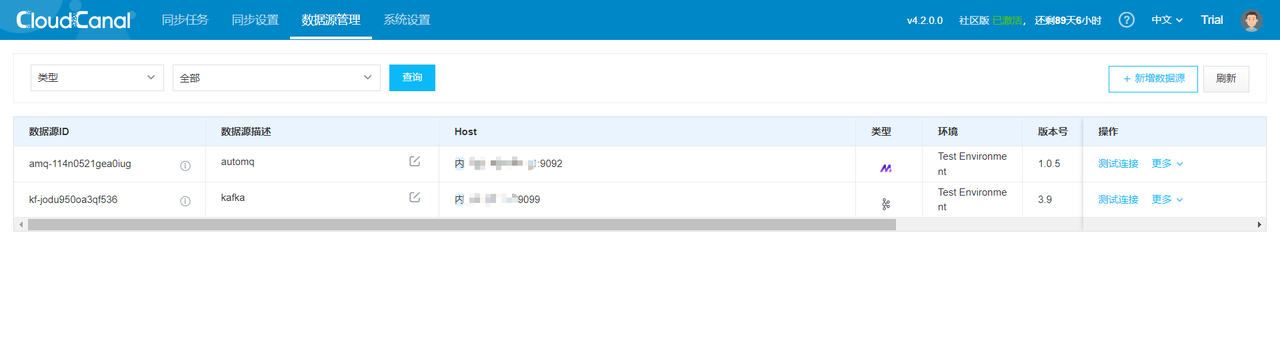 CloudCanal 同步任务 同步设置 数据源管理 系统设置 v4.2.0.0 社区版 已激活， 还剩89天6小时 ? 中文 Trial
类型 全部 查询 + 新增数据源 刷新
数据源ID 数据源描述 Host 类型 环境 版本号 操作
amq-114n0521gea0iug automq 内 :9092 Test Environme 1.0.5 测试连接 更多
nt
kf-jodu950oa3qf536 kafka 内 9099 Test Environme 3.9 测试连接 更多
nt